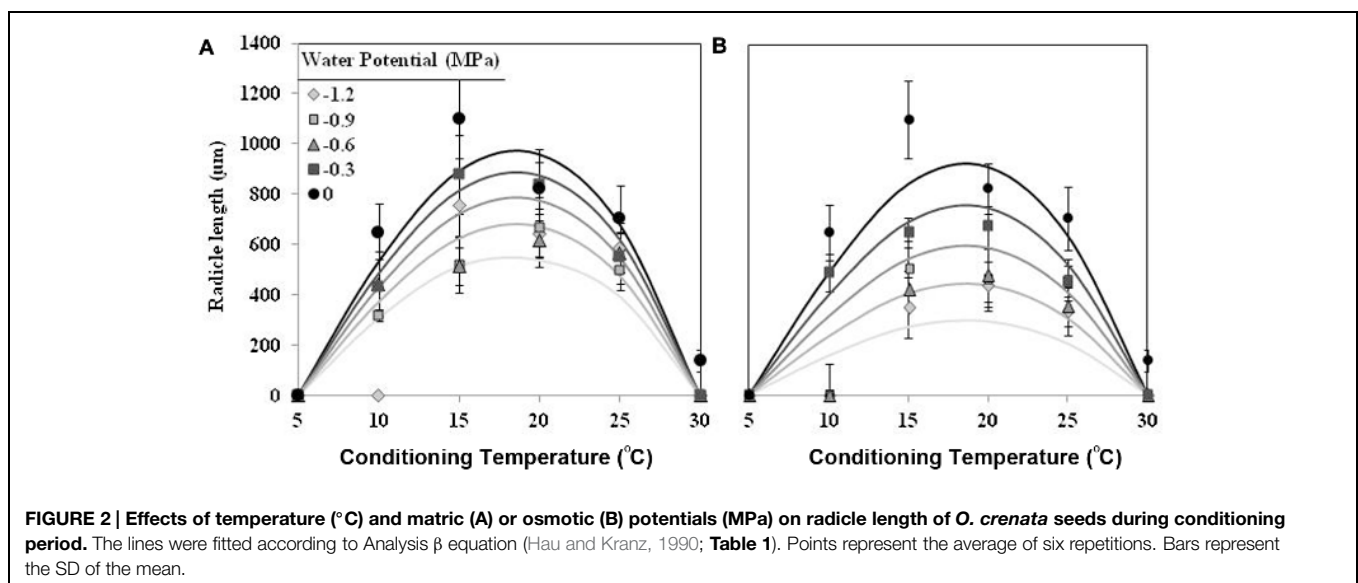 A
B
1400
1200
1000
800
600
400
200
0
Radicle length (µm)
Water Potential (MPa)
-1.2
-0.9
-0.6
-0.3
0
5 10 15 20 25 30
5 10 15 20 25 30
Conditioning Temperature (°C)
Conditioning Temperature (°C)
FIGURE 2 | Effects of temperature (°C) and matric (A) or osmotic (B) potentials (MPa) on radicle length of O. crenata seeds during conditioning
period. The lines were fitted according to Analysis β equation (Hau and Kranz, 1990; Table 1). Points represent the average of six repetitions. Bars represent
the SD of the mean.